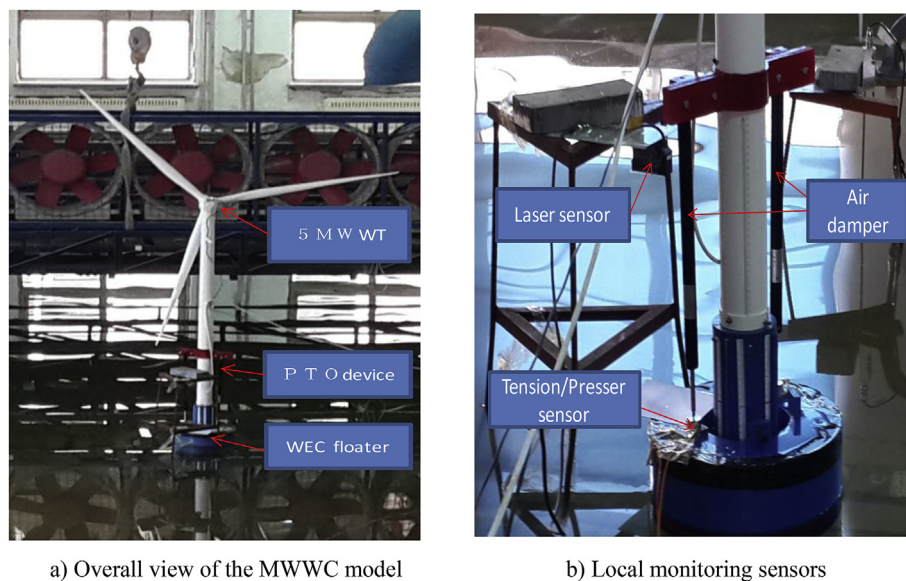 5 MW WT
PTO device
WEC floater
Laser sensor
Air
damper
Tension/Presser
sensor
a) Overall view of the MWWC model
b) Local monitoring sensors